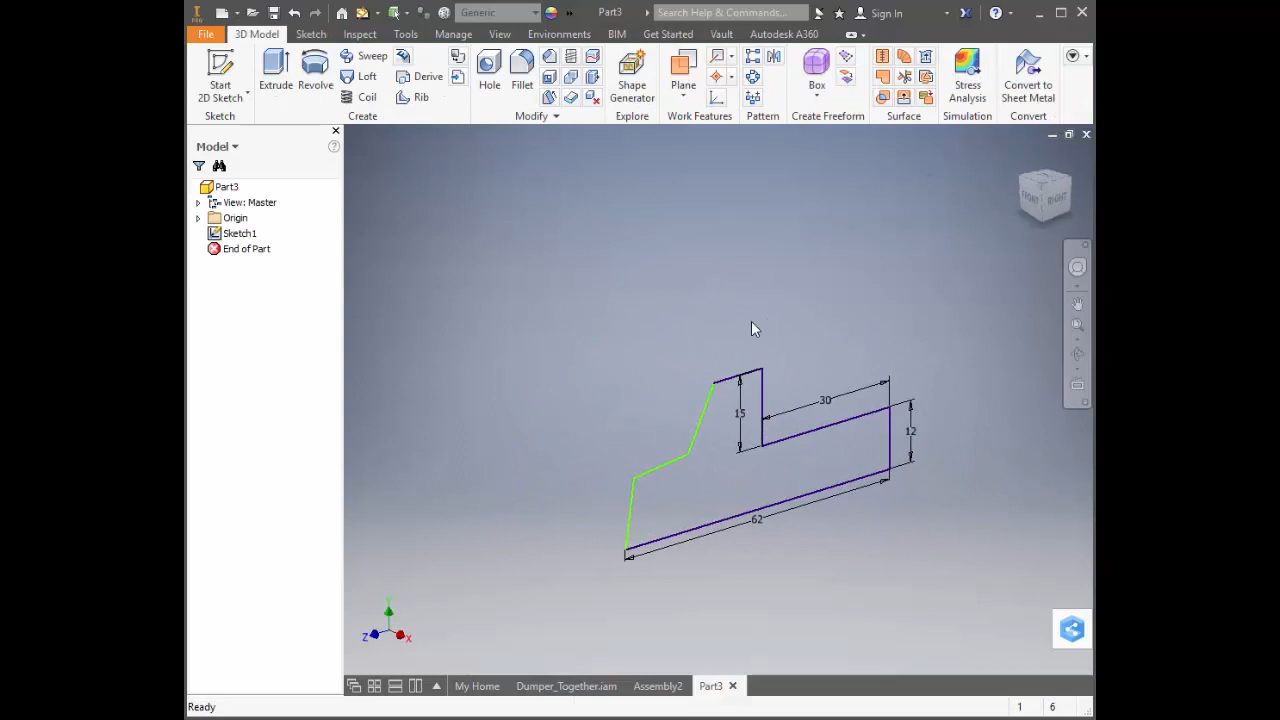 PRO
Generic
Part3
Search Help & Commands...
Sign In
File
3D Model
Sketch
Inspect
Tools
Manage
View
Environments
BIM
Get Started
Vault
Autodesk A360
Start
2D Sketch
Extrude
Revolve
Sweep
Loft
Coil
Derive
Rib
Hole
Fillet
Shape
Generator
Plane
Box
Stress
Analysis
Convert to
Sheet Metal
Sketch
Create
Modify
Explore
Work Features
Pattern
Create Freeform
Surface
Simulation
Convert
Model
Part3
View: Master
Origin
Sketch1
End of Part
FRONT
RIGHT
15
30
12
62
Y
Z
X
My Home
Dumper_Together.iam
Assembly2
Part3
Ready
1
6